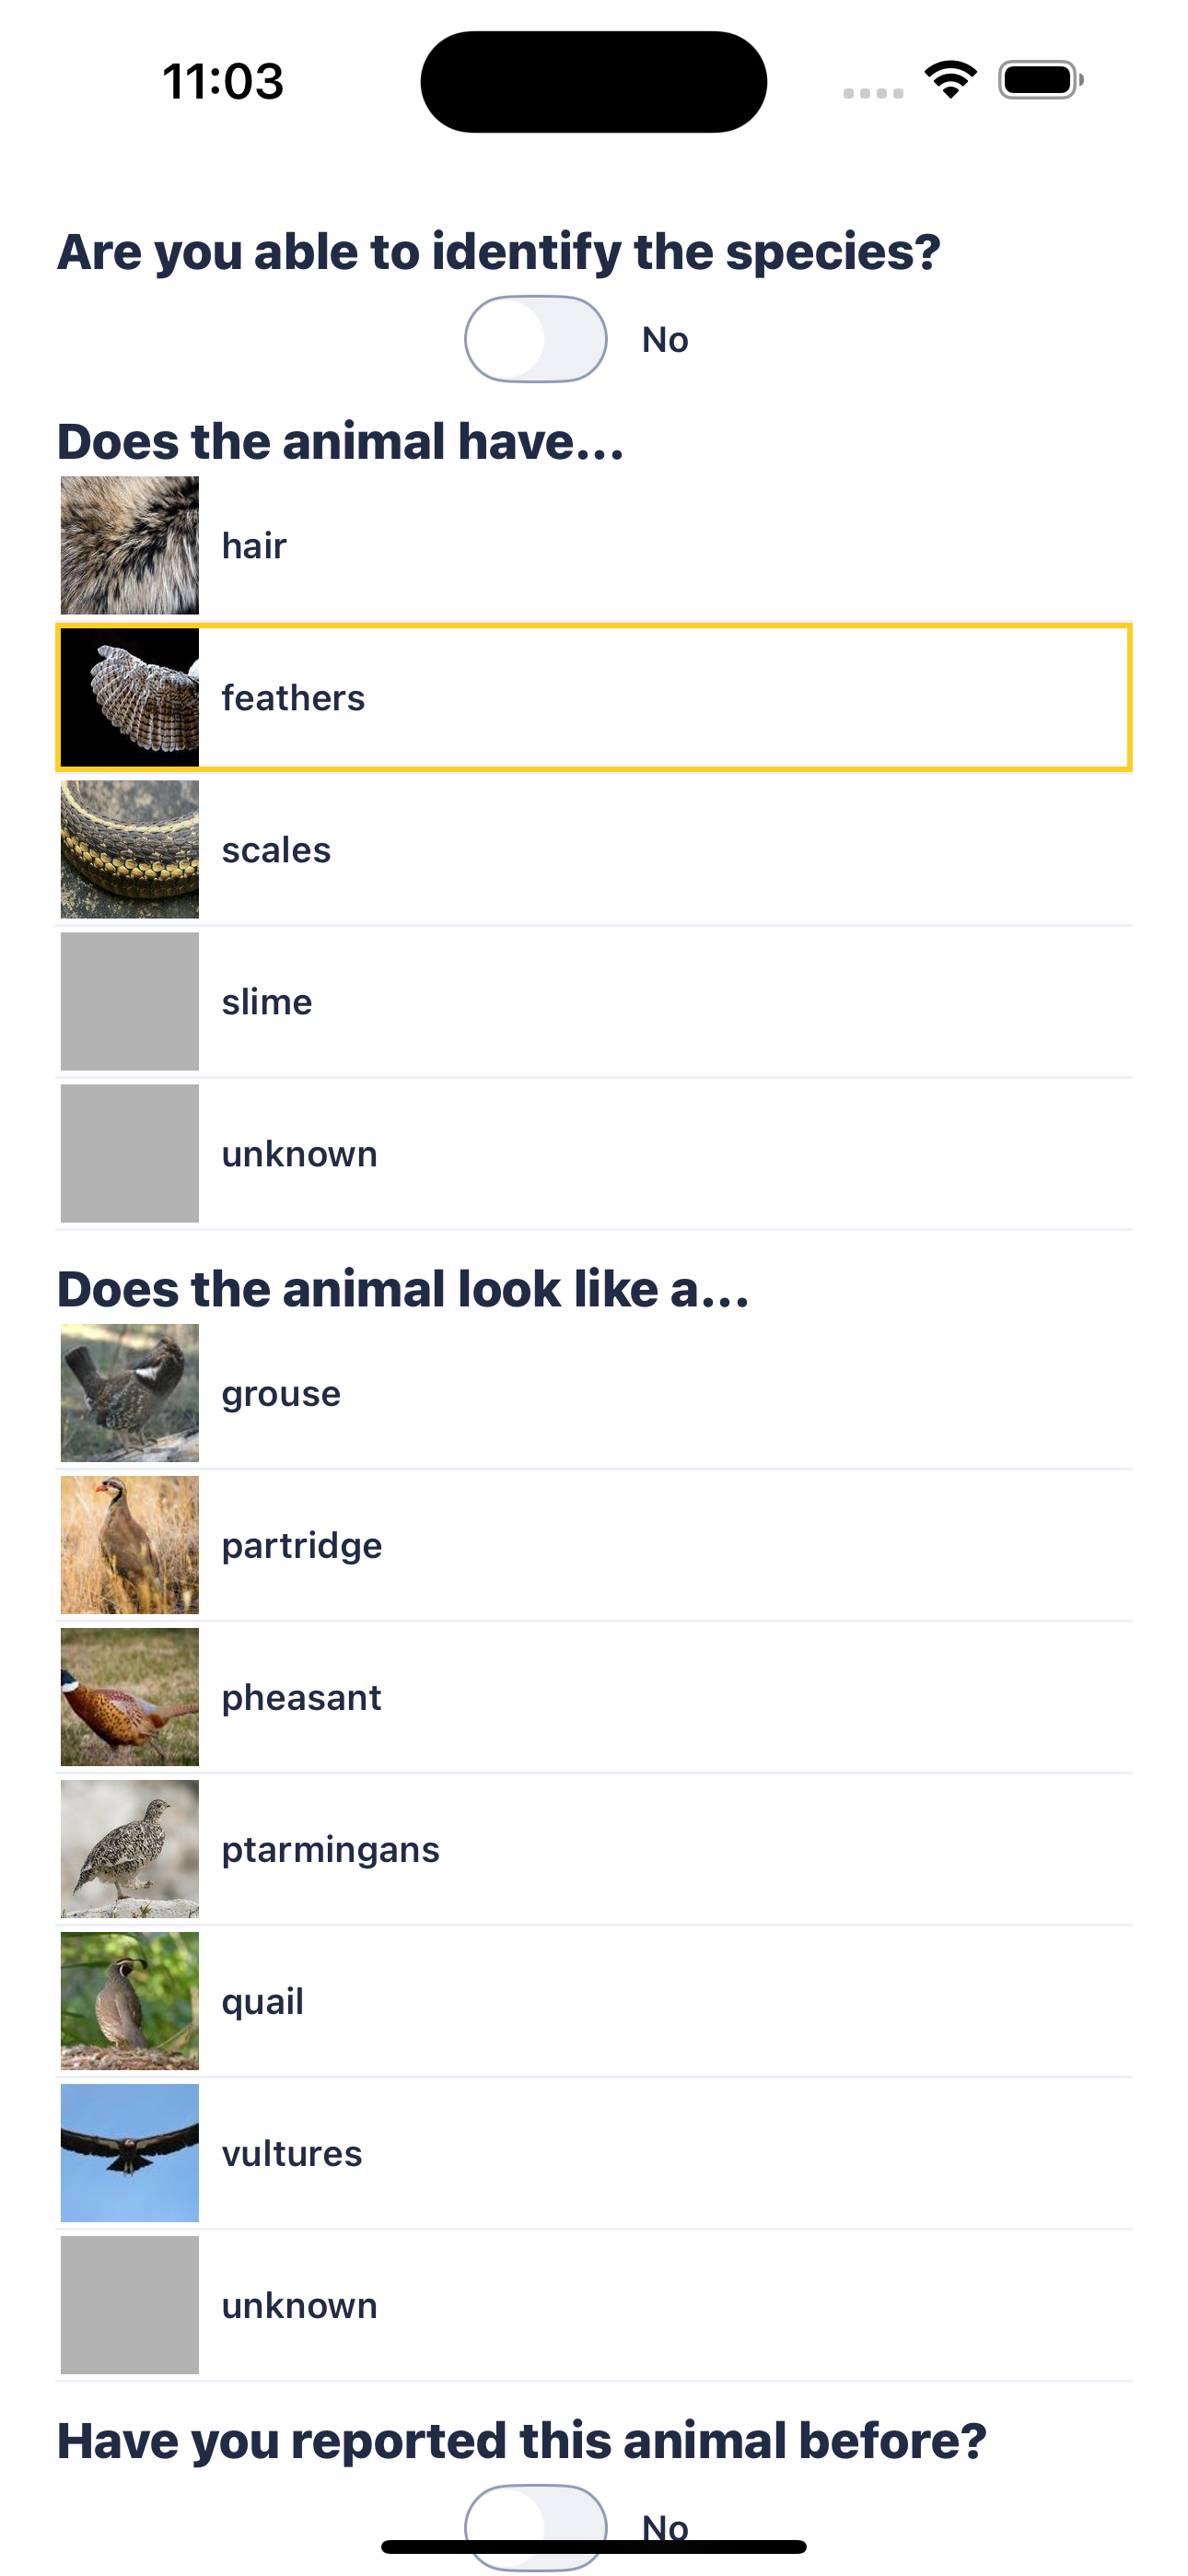 11:03
Are you able to identify the species?
No
Does the animal have...
hair
feathers
scales
slime
unknown
Does the animal look like a...
grouse
partridge
pheasant
ptarmingans
quail
vultures
unknown
Have you reported this animal before?
No